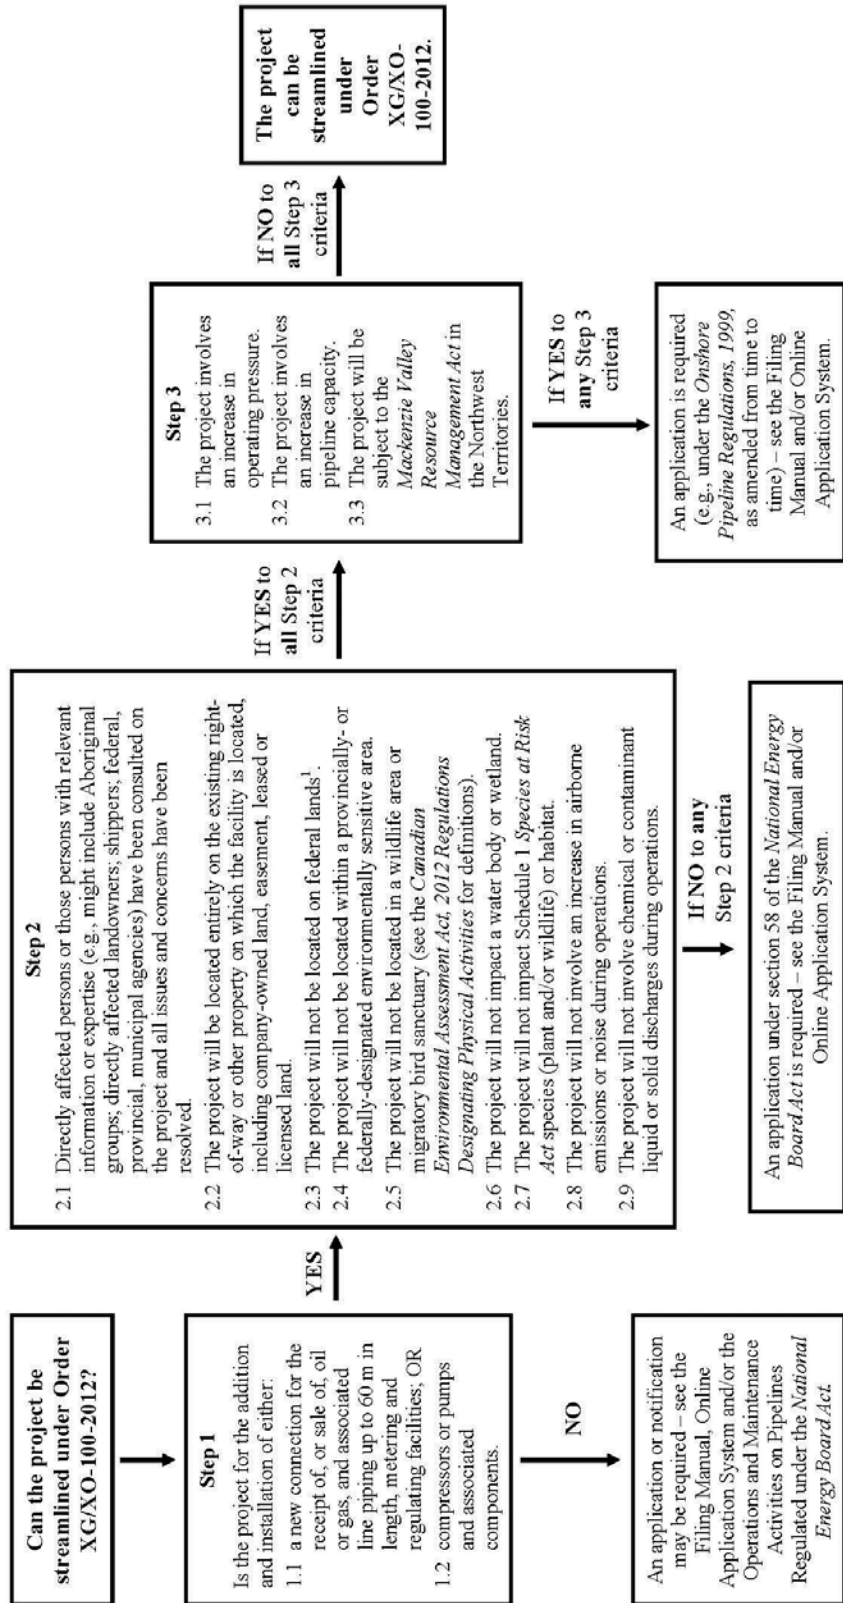 Can the project be
streamlined under Order
XG/XO-100-2012?
Step 1
Is the project for the addition
and installation of either:
1.1 a new connection for the
receipt of, or sale of, oil
or gas, and associated
line piping up to 60 m in
length, metering and
regulating facilities; OR
1.2 compressors or pumps
and associated
components.
NO
An application or notification
may be required – see the
Filing Manual, Online
Application System and/or the
Operations and Maintenance
Activities on Pipelines
Regulated under the National
Energy Board Act.
YES
Step 2
2.1 Directly affected persons or those persons with relevant
information or expertise (e.g., might include Aboriginal
groups; directly affected landowners; shippers; federal,
provincial, municipal agencies) have been consulted on
the project and all issues and concerns have been
resolved.
2.2 The project will be located entirely on the existing right-
of-way or other property on which the facility is located,
including company-owned land, easement, leased or
licensed land.
2.3 The project will not be located on federal lands¹.
2.4 The project will not be located within a provincially- or
federally-designated environmentally sensitive area.
2.5 The project will not be located in a wildlife area or
migratory bird sanctuary (see the Canadian
Environmental Assessment Act, 2012 Regulations
Designating Physical Activities for definitions).
2.6 The project will not impact a water body or wetland.
2.7 The project will not impact Schedule 1 Species at Risk
Act species (plant and/or wildlife) or habitat.
2.8 The project will not involve an increase in airborne
emissions or noise during operations.
2.9 The project will not involve chemical or contaminant
liquid or solid discharges during operations.
If NO to any
Step 2 criteria
An application under section 58 of the National Energy
Board Act is required – see the Filing Manual and/or
Online Application System.
If YES to
all Step 2
criteria
Step 3
3.1 The project involves
an increase in
operating pressure.
3.2 The project involves
an increase in
pipeline capacity.
3.3 The project will be
subject to the
Mackenzie Valley
Resource
Management Act in
the Northwest
Territories.
If YES to
any Step 3
criteria
An application is required
(e.g., under the Onshore
Pipeline Regulations, 1999,
as amended from time to
time) – see the Filing
Manual and/or Online
Application System.
If NO to
all Step 3
criteria
The project
can be
streamlined
under
Order
XG/XO-
100-2012.